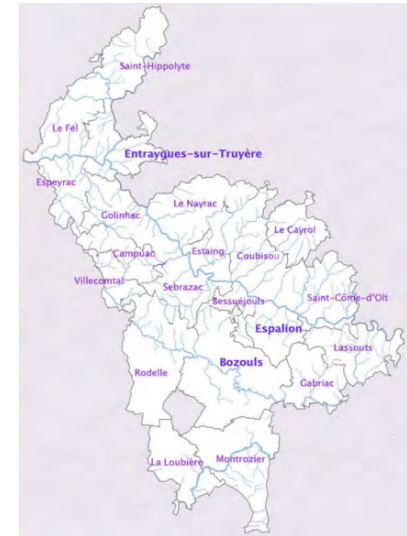 Saint-Hippolyte
Le Fel
Entraygues-sur-Truyère
Espeyrac
Le Nayrac
Golinhac
Le Cayrol
Campuac
Estaing
Coubisou
Villecomtal
Sebrazac
Bessuéjouls
Saint-Côme-d'Olt
Espalion
Lassouts
Bozouls
Rodelle
Gabriac
La Loubière
Montrozier